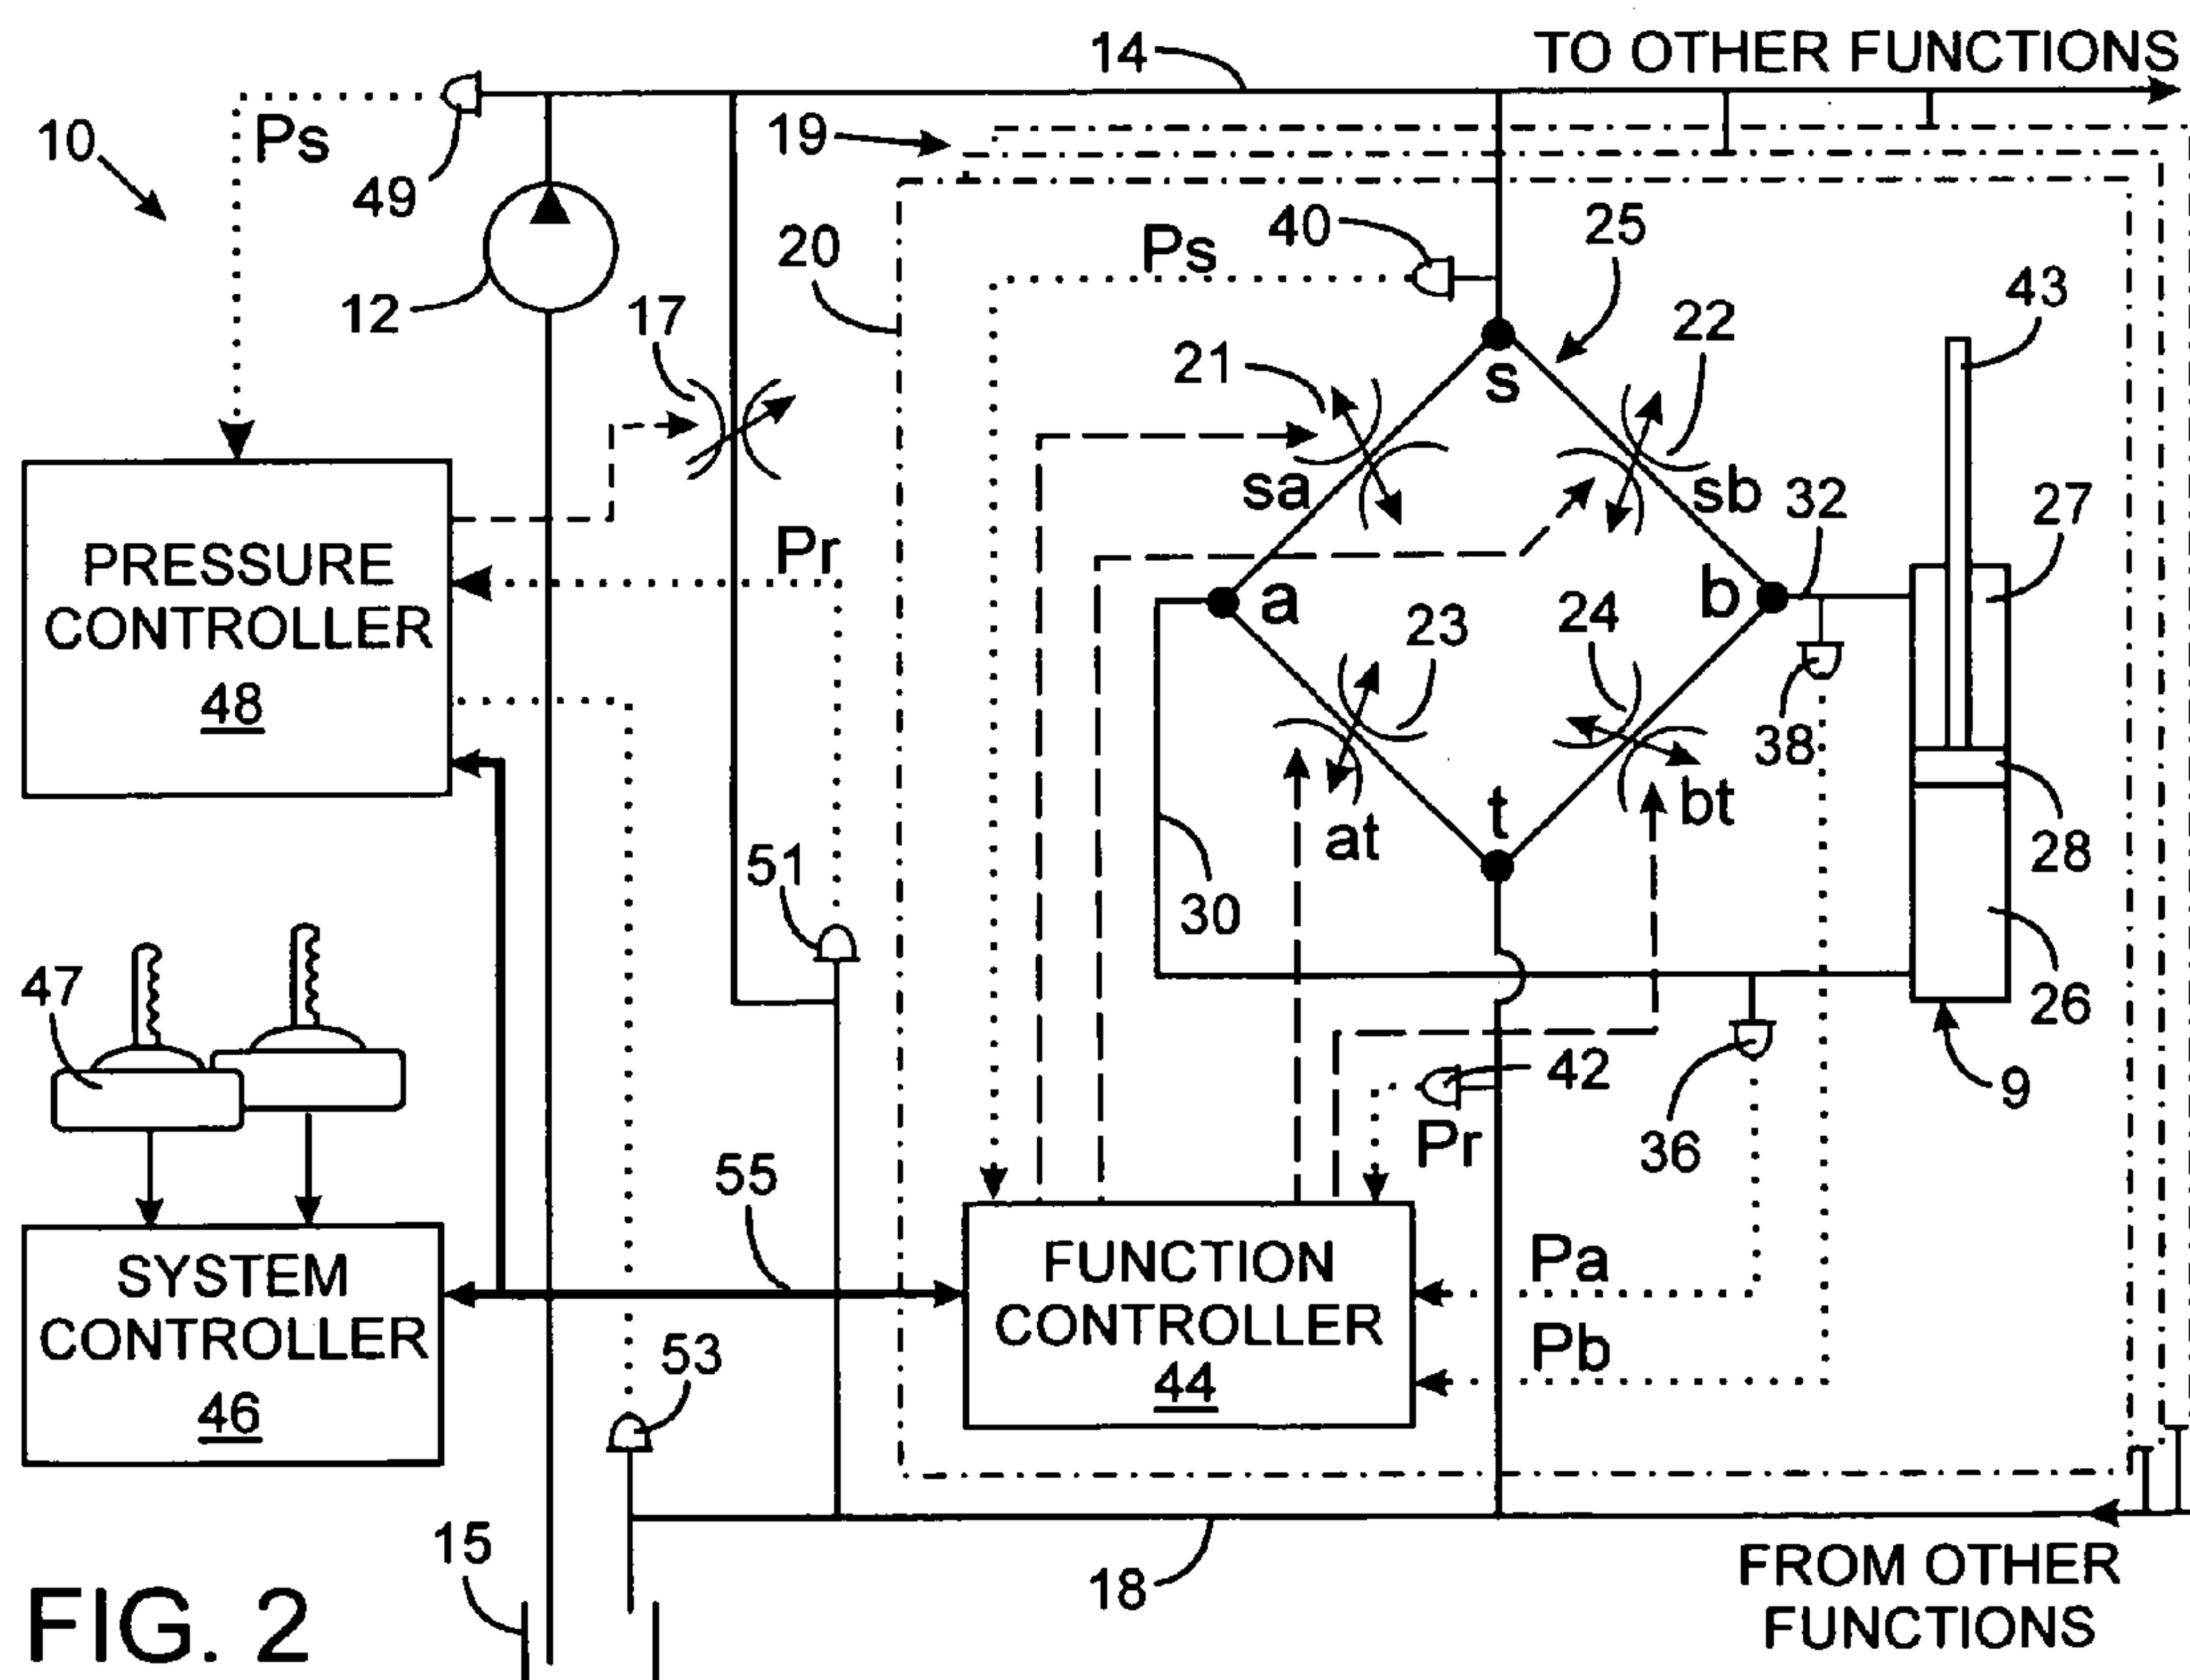 14
TO OTHER FUNCTIONS
49
Ps
10
19
12
17
20
Ps
40
25
43
21
22
s
sa
sb
32
27
PRESSURE
CONTROLLER
48
Pr
a
b
23
24
38
at
t
bt
28
30
51
47
26
42
9
36
Pr
55
SYSTEM
CONTROLLER
46
FUNCTION
CONTROLLER
44
Pa
Pb
53
15
18
FROM OTHER
FUNCTIONS
FIG. 2